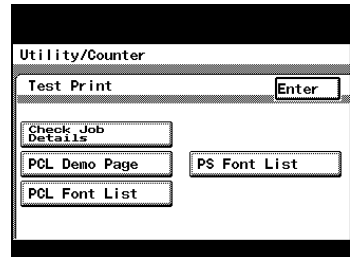 Utility/Counter
Test Print
Enter
Check Job
Details
PCL Demo Page
PS Font List
PCL Font List